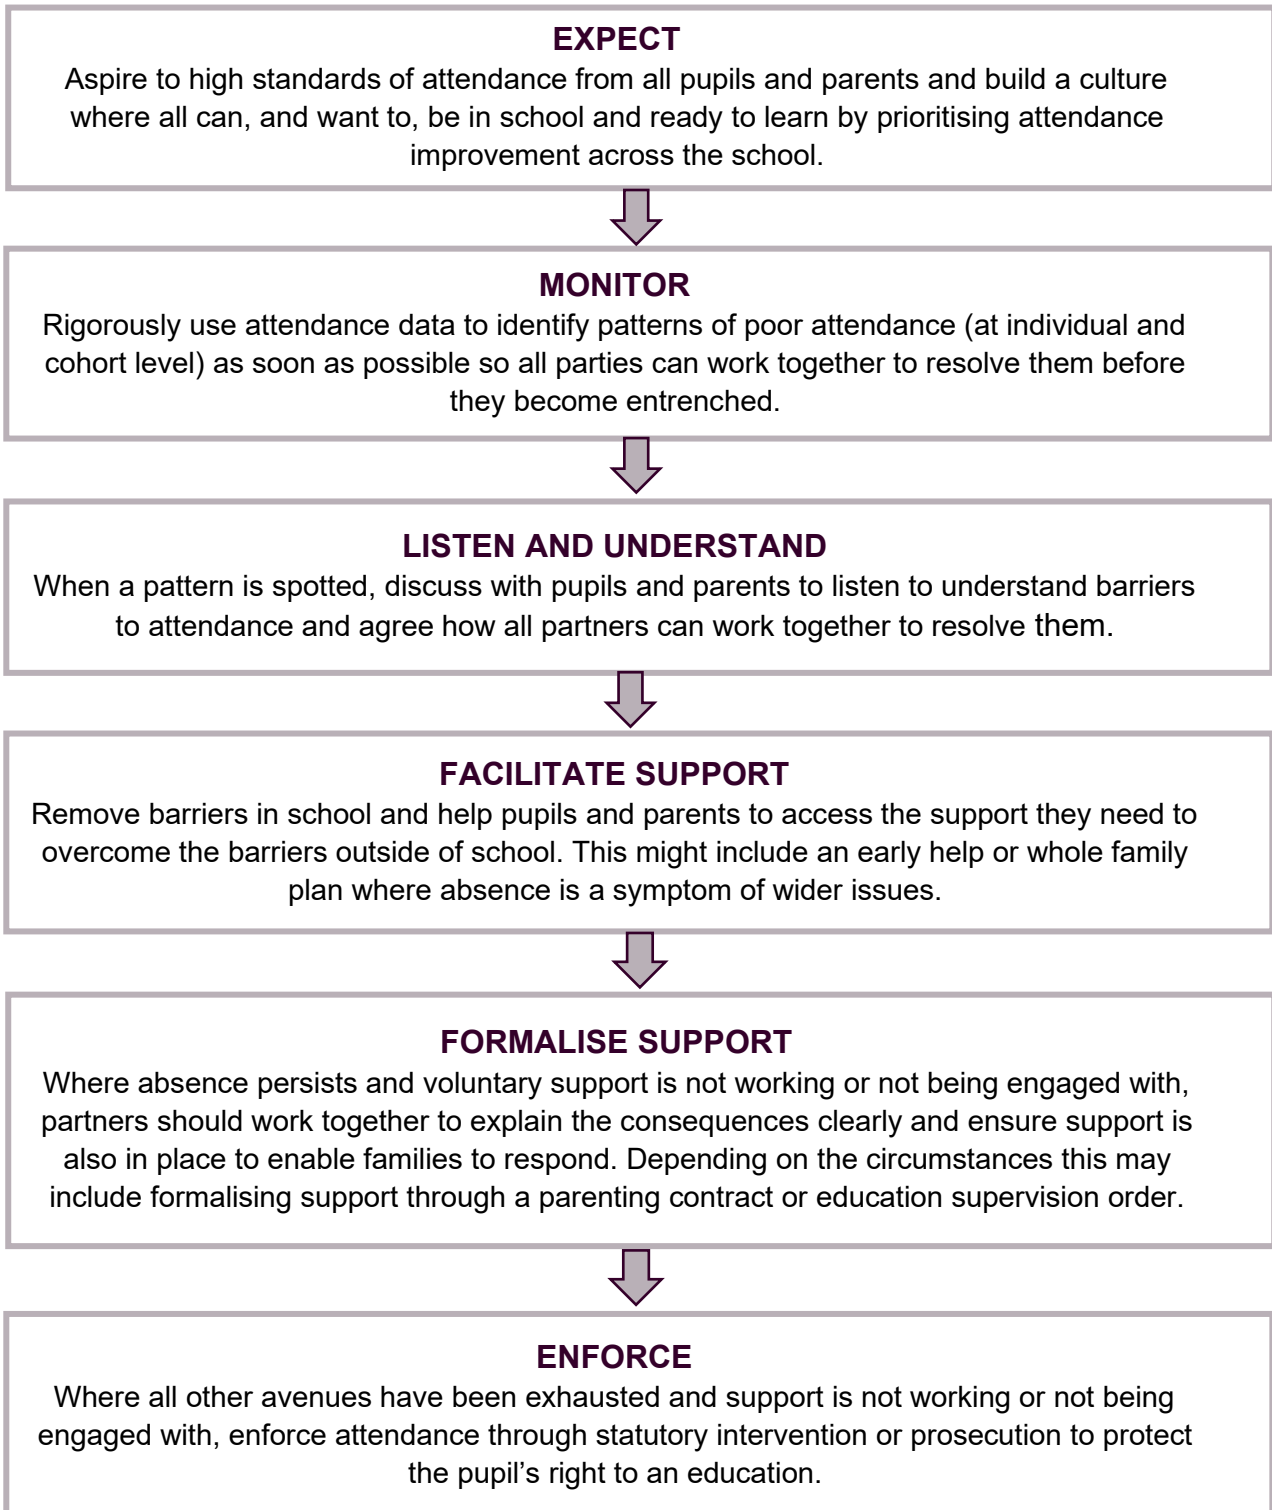 EXPECT
Aspire to high standards of attendance from all pupils and parents and build a culture
where all can, and want to, be in school and ready to learn by prioritising attendance
improvement across the school.
MONITOR
Rigorously use attendance data to identify patterns of poor attendance (at individual and
cohort level) as soon as possible so all parties can work together to resolve them before
they become entrenched.
LISTEN AND UNDERSTAND
When a pattern is spotted, discuss with pupils and parents to listen to understand barriers
to attendance and agree how all partners can work together to resolve them.
FACILITATE SUPPORT
Remove barriers in school and help pupils and parents to access the support they need to
overcome the barriers outside of school. This might include an early help or whole family
plan where absence is a symptom of wider issues.
FORMALISE SUPPORT
Where absence persists and voluntary support is not working or not being engaged with,
partners should work together to explain the consequences clearly and ensure support is
also in place to enable families to respond. Depending on the circumstances this may
include formalising support through a parenting contract or education supervision order.
ENFORCE
Where all other avenues have been exhausted and support is not working or not being
engaged with, enforce attendance through statutory intervention or prosecution to protect
the pupil’s right to an education.